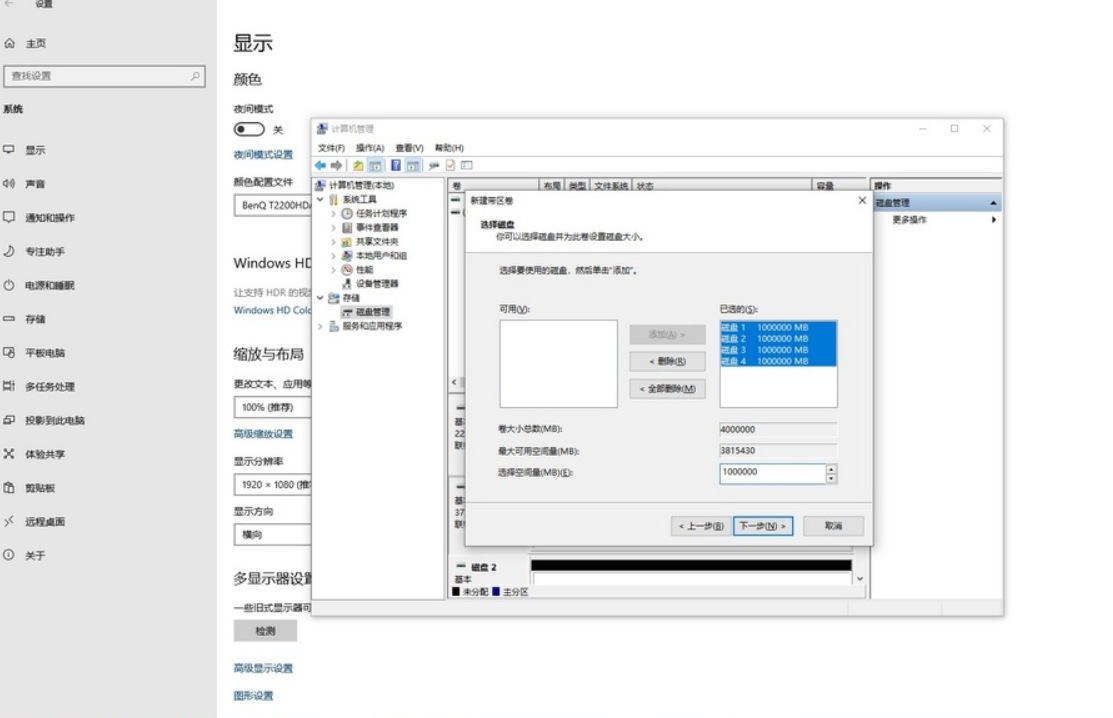 设置
主页
查找设置
系统
显示
声音
通知和操作
专注助手
电源和睡眠
存储
平板电脑
多任务处理
投影到此电脑
体验共享
剪贴板
远程桌面
关于
显示
颜色
夜间模式
关
夜间模式设置
颜色配置文件
BenQ T2200HD
Windows HD
让支持 HDR 的视
Windows HD Colo
缩放与布局
更改文本、应用等
100% (推荐)
高级缩放设置
显示分辨率
1920 × 1080 (推
显示方向
横向
多显示器设置
一些旧式显示器可
检测
高级显示设置
图形设置
计算机管理
文件(F) 操作(A) 查看(V) 帮助(H)
计算机管理(本地)
系统工具
任务计划程序
事件查看器
共享文件夹
本地用户和组
性能
设备管理器
存储
磁盘管理
服务和应用程序
卷 布局 类型 文件系统 状态 容量
操作
磁盘管理
更多操作
新建带区卷
选择磁盘
你可以选择磁盘并为此卷设置磁盘大小。
选择要使用的磁盘，然后单击"添加"。
可用(V):
添加(A) >
< 删除(R)
< 全部删除(M)
已选的(S):
磁盘 1 1000000 MB
磁盘 2 1000000 MB
磁盘 3 1000000 MB
磁盘 4 1000000 MB
卷大小总数(MB): 4000000
最大可用空间量(MB): 3815430
选择空间量(MB)(E): 1000000
< 上一步(B) 下一步(N) > 取消
基
22
联
基
37
联
磁盘 2
基本
未分配 主分区